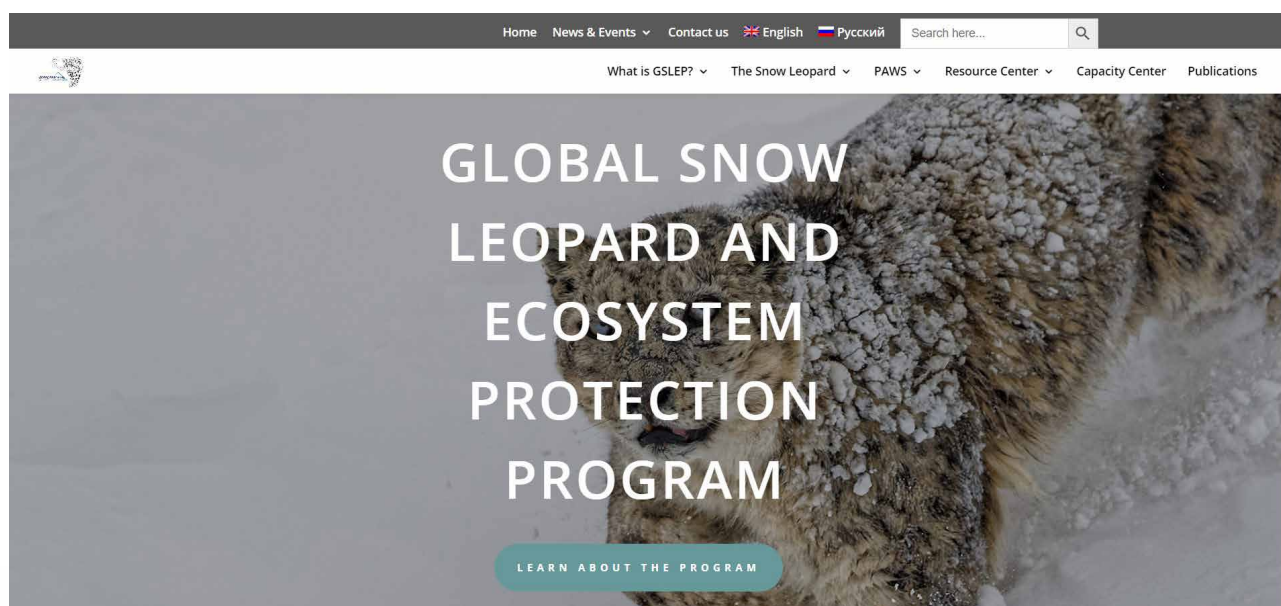 Home News & Events Contact us English Русский Search here...
What is GSLEP? The Snow Leopard PAWS Resource Center Capacity Center Publications
GLOBAL SNOW
LEOPARD AND
ECOSYSTEM
PROTECTION
PROGRAM
LEARN ABOUT THE PROGRAM